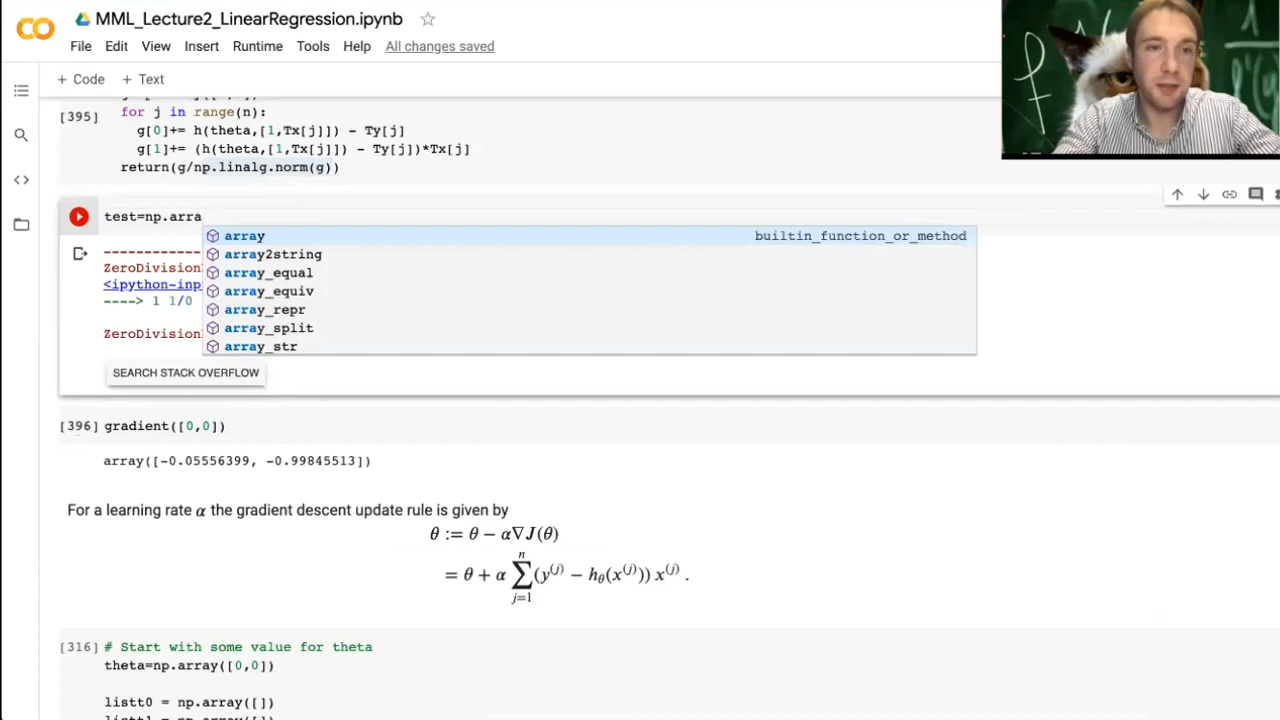 MML_Lecture2_LinearRegression.ipynb
File Edit View Insert Runtime Tools Help All changes saved
+ Code + Text
[395] for j in range(n):
g[0]+= h(theta,[1,Tx[j]]) - Ty[j]
g[1]+= (h(theta,[1,Tx[j]]) - Ty[j])*Tx[j]
return(g/np.linalg.norm(g))
test=np.arra
array builtin_function_or_method
array2string
array_equal
array_equiv
array_repr
array_split
array_str
---------------
ZeroDivision
<ipython-inp
----> 1 1/0
ZeroDivision
SEARCH STACK OVERFLOW
[396] gradient([0,0])
array([-0.05556399, -0.99845513])
For a learning rate α the gradient descent update rule is given by
θ := θ − α∇J(θ)
= θ + α ∑_{j=1}^{n} (y^{(j)} − h_θ(x^{(j)})) x^{(j)} .
[316] # Start with some value for theta
theta=np.array([0,0])
listt0 = np.array([])